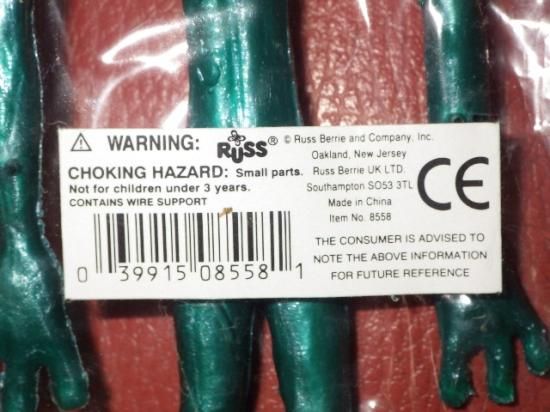 ⚠ WARNING: RUSS® © Russ Berrie and Company, Inc.
Oakland, New Jersey
CHOKING HAZARD: Small parts. Russ Berrie UK LTD.
Not for children under 3 years. Southampton SO53 3TL
CONTAINS WIRE SUPPORT Made in China
Item No. 8558
CE
THE CONSUMER IS ADVISED TO
NOTE THE ABOVE INFORMATION
FOR FUTURE REFERENCE
0 39915 08558 1